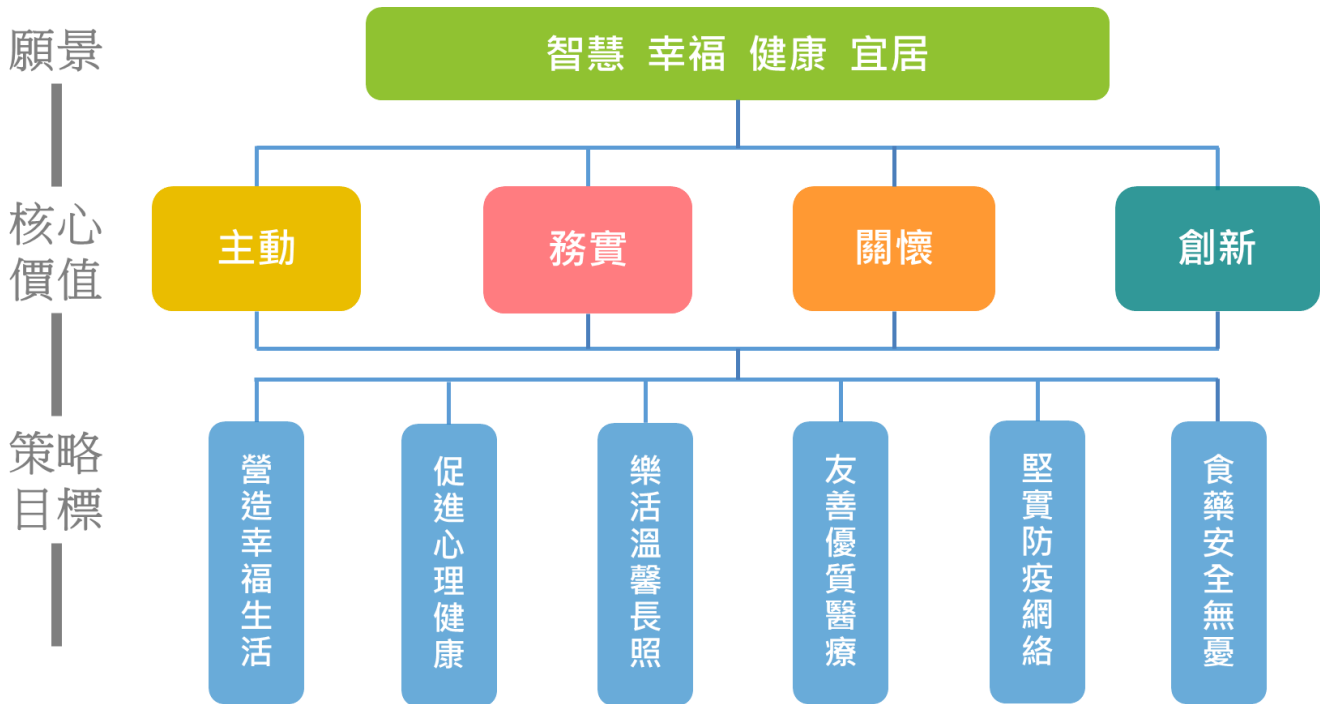 願景
智慧 幸福 健康 宜居
核心
價值
主動
務實
關懷
創新
策略
目標
營造幸福生活
促進心理健康
樂活溫馨長照
友善優質醫療
堅實防疫網絡
食藥安全無憂